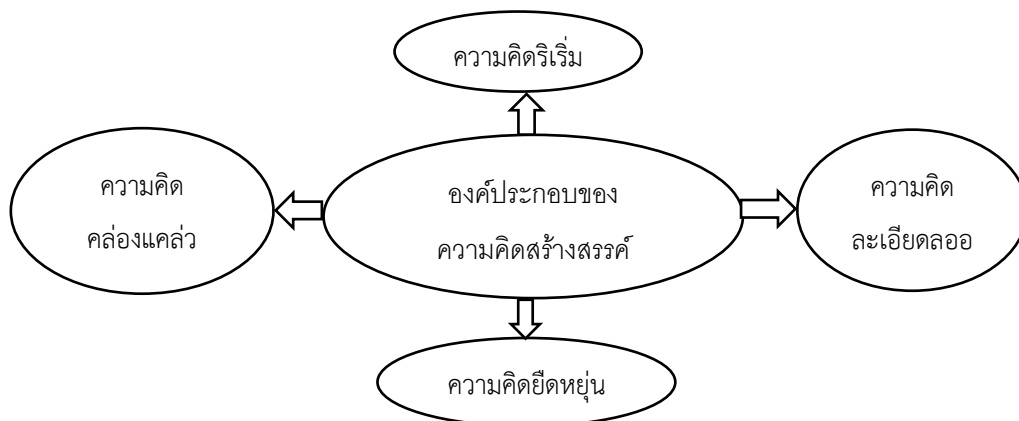 ความคิดริเริ่ม
ความคิด
คล่องแคล่ว
องค์ประกอบของ
ความคิดสร้างสรรค์
ความคิด
ละเอียดลออ
ความคิดยืดหยุ่น